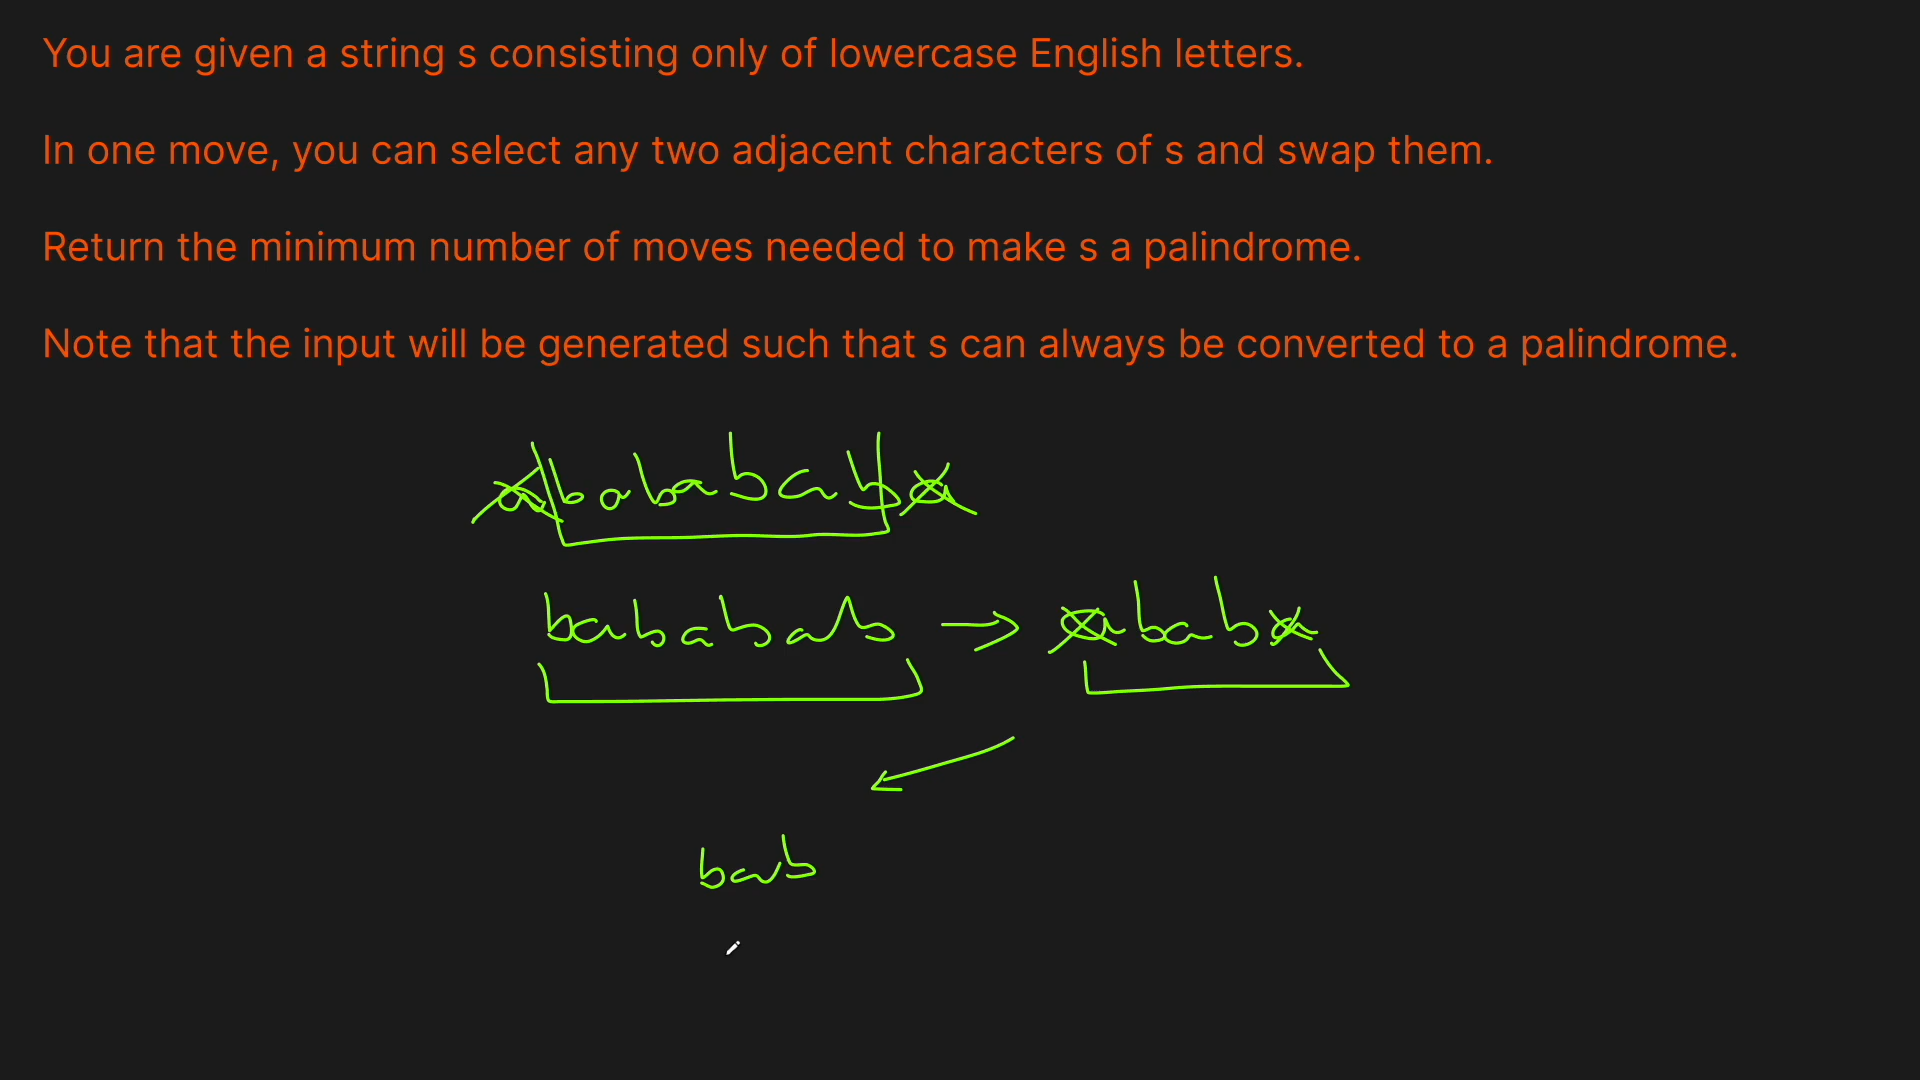 You are given a string s consisting only of lowercase English letters.
In one move, you can select any two adjacent characters of s and swap them.
Return the minimum number of moves needed to make s a palindrome.
Note that the input will be generated such that s can always be converted to a palindrome.
ababababa
bababab → ababa
bab